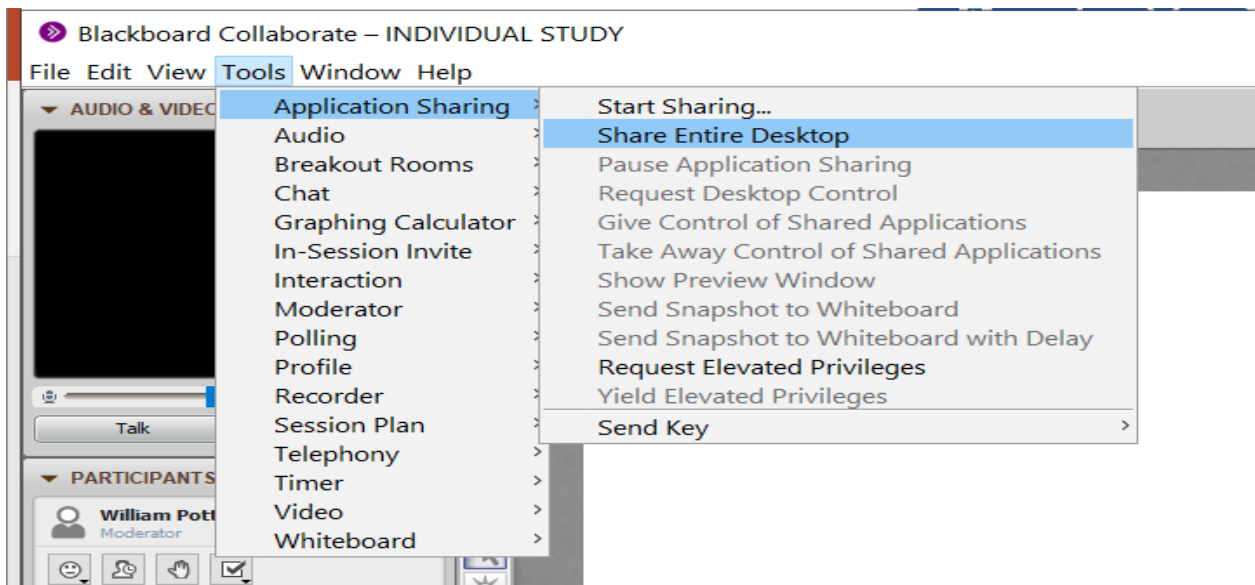 Blackboard Collaborate – INDIVIDUAL STUDY
File Edit View Tools Window Help
AUDIO & VIDEO
Talk
PARTICIPANTS
William Pott
Moderator
Application Sharing
Audio
Breakout Rooms
Chat
Graphing Calculator
In-Session Invite
Interaction
Moderator
Polling
Profile
Recorder
Session Plan
Telephony
Timer
Video
Whiteboard
Start Sharing...
Share Entire Desktop
Pause Application Sharing
Request Desktop Control
Give Control of Shared Applications
Take Away Control of Shared Applications
Show Preview Window
Send Snapshot to Whiteboard
Send Snapshot to Whiteboard with Delay
Request Elevated Privileges
Yield Elevated Privileges
Send Key